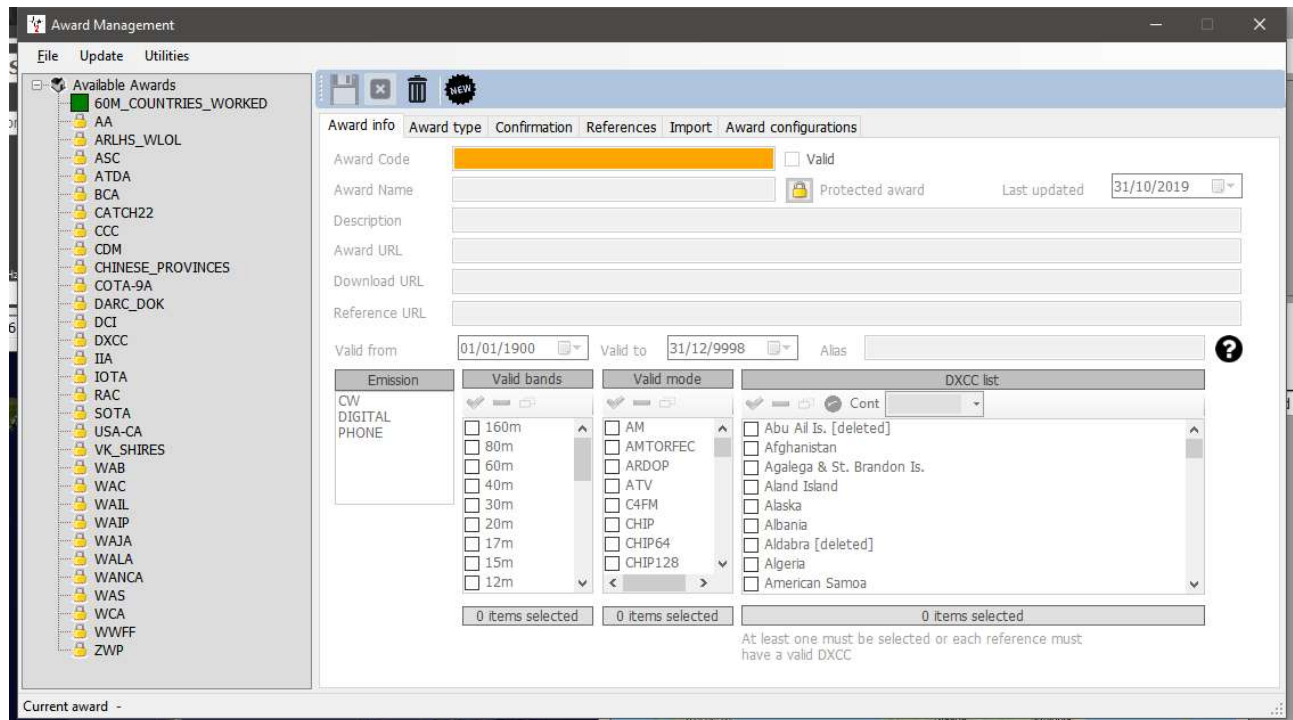 Award Management
File Update Utilities
Available Awards
60M_COUNTRIES_WORKED
AA
ARLHS_WLOL
ASC
ATDA
BCA
CATCH22
CCC
CDM
CHINESE_PROVINCES
COTA-9A
DARC_DOK
DCI
DXCC
IIA
IOTA
RAC
SOTA
USA-CA
VK_SHIRES
WAB
WAC
WAIL
WAIP
WAJA
WALA
WANCA
WAS
WCA
WWFF
ZWP
NEW
Award info Award type Confirmation References Import Award configurations
Award Code Valid
Award Name Protected award Last updated 31/10/2019
Description
Award URL
Download URL
Reference URL
Valid from 01/01/1900 Valid to 31/12/9998 Alias
Emission
CW
DIGITAL
PHONE
Valid bands
160m
80m
60m
40m
30m
20m
17m
15m
12m
0 items selected
Valid mode
AM
AMTORFEC
ARDOP
ATV
C4FM
CHIP
CHIP64
CHIP128
0 items selected
DXCC list
Cont
Abu Ail Is. [deleted]
Afghanistan
Agalega & St. Brandon Is.
Aland Island
Alaska
Albania
Aldabra [deleted]
Algeria
American Samoa
0 items selected
At least one must be selected or each reference must
have a valid DXCC
Current award -